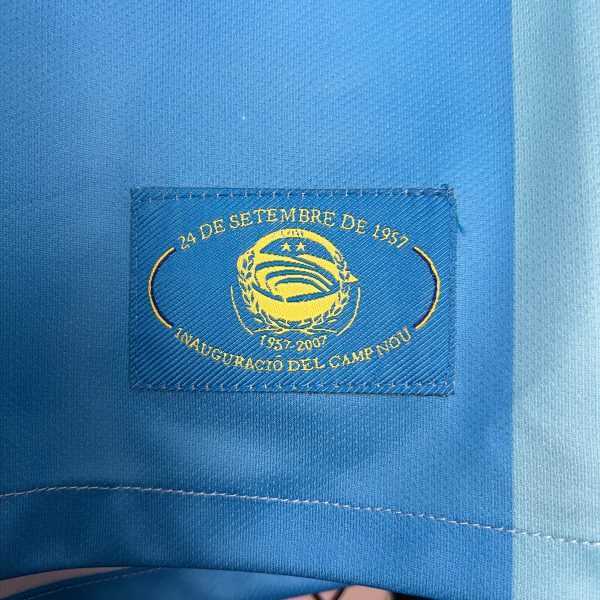 24 DE SETEMBRE DE 1957
1957-2007
INAUGURACIÓ DEL CAMP NOU